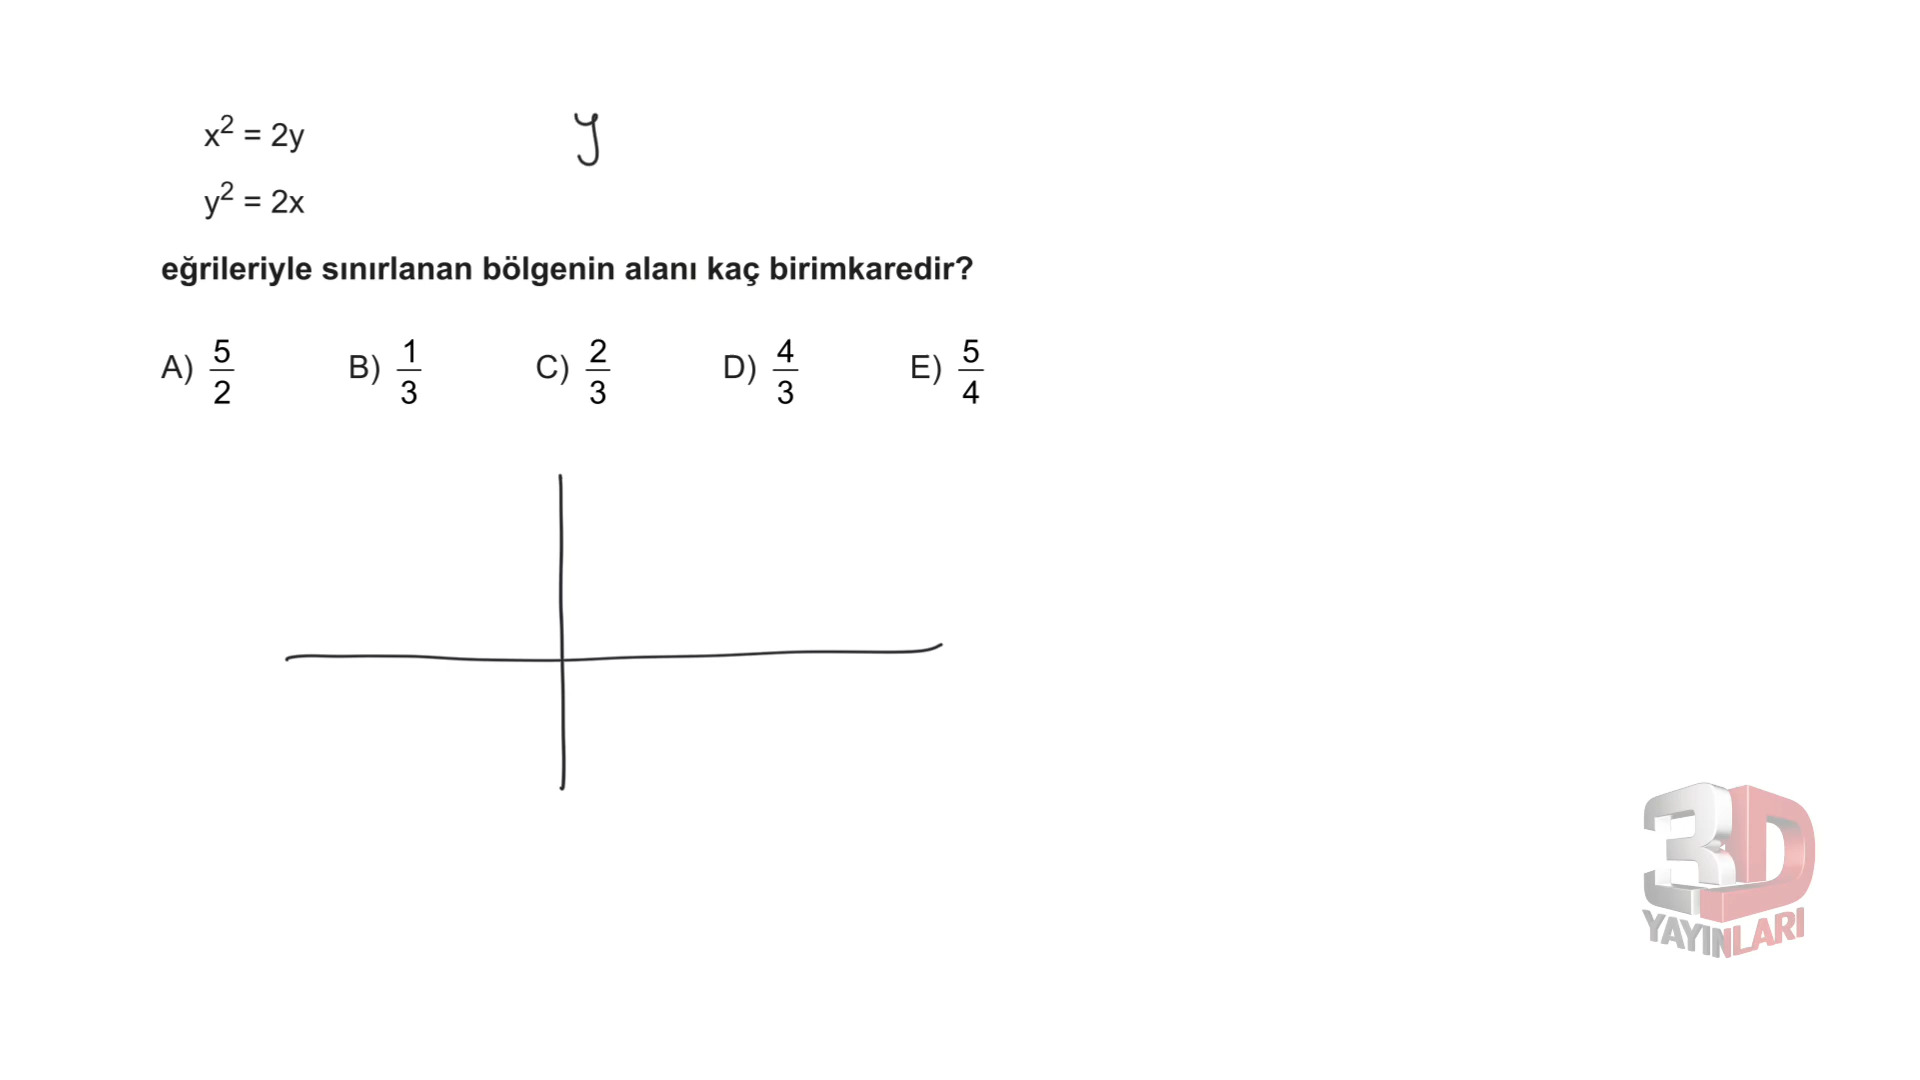 x² = 2y
y
y² = 2x
eğrileriyle sınırlanan bölgenin alanı kaç birimkaredir?
A) 5/2 B) 1/3 C) 2/3 D) 4/3 E) 5/4
3D
YAYINLARI